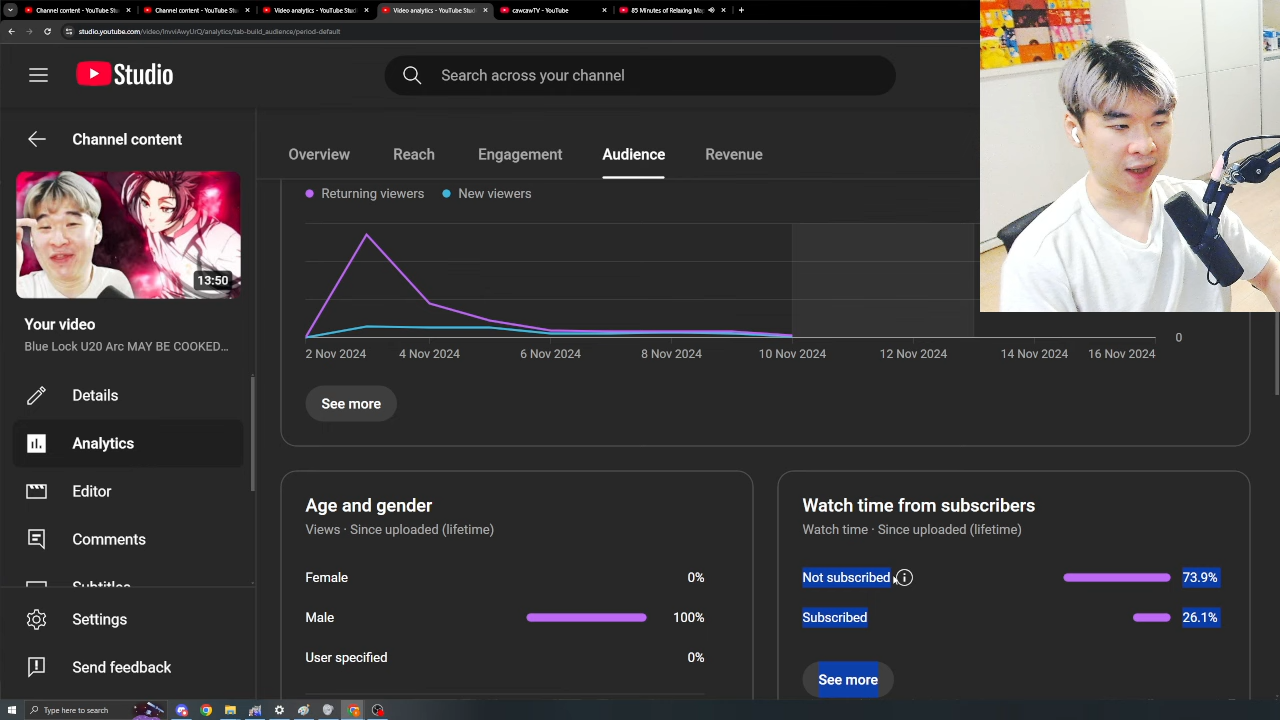 Channel content - YouTube Stu
Channel content - YouTube Stu
Video analytics - YouTube Stud
Video analytics - YouTube Stud
cawcawTV - YouTube
85 Minutes of Relaxing Mu
Studio
Search across your channel
Channel content
Overview
Reach
Engagement
Audience
Revenue
Returning viewers
New viewers
13:50
Your video
Blue Lock U20 Arc MAY BE COOKED...
0
2 Nov 2024
4 Nov 2024
6 Nov 2024
8 Nov 2024
10 Nov 2024
12 Nov 2024
14 Nov 2024
16 Nov 2024
See more
Details
Analytics
Editor
Comments
Subtitles
Settings
Send feedback
Age and gender
Views · Since uploaded (lifetime)
Female 0%
Male 100%
User specified 0%
Watch time from subscribers
Watch time · Since uploaded (lifetime)
Not subscribed 73.9%
Subscribed 26.1%
See more
Type here to search